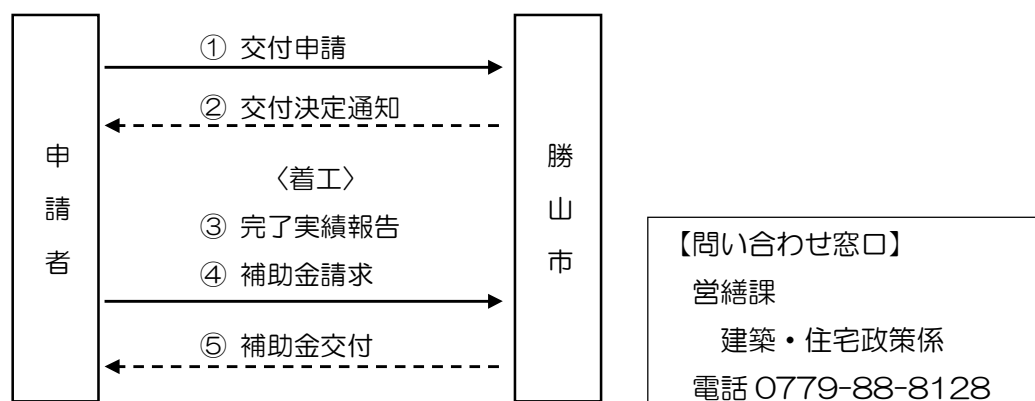 申請者
① 交付申請
② 交付決定通知
〈着工〉
③ 完了実績報告
④ 補助金請求
⑤ 補助金交付
勝山市
【問い合わせ窓口】
営繕課
建築・住宅政策係
電話 0779-88-8128